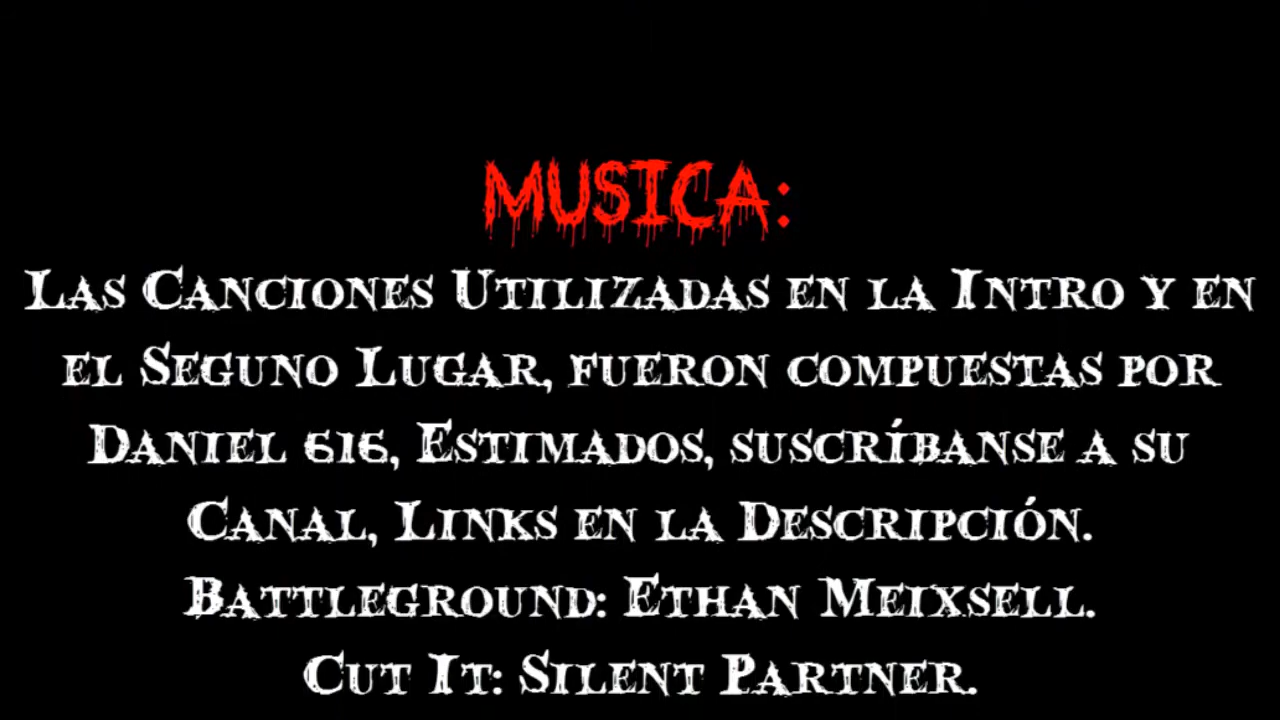 MUSICA:
Las Canciones Utilizadas en la Intro y en
el Seguno Lugar, fueron compuestas por
Daniel 616, Estimados, suscríbanse a su
Canal, Links en la Descripción.
Battleground: Ethan Meixsell.
Cut It: Silent Partner.